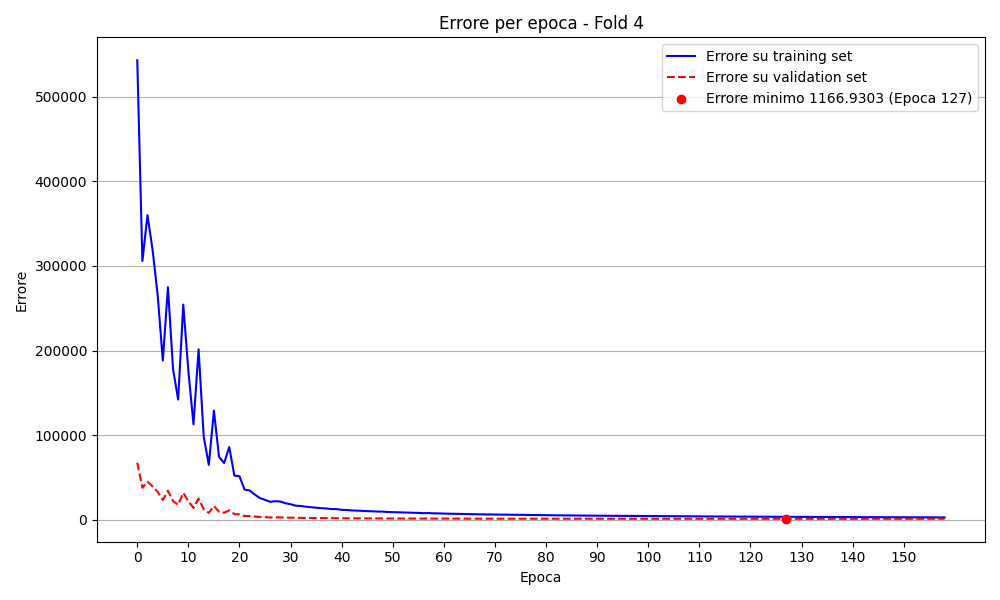 Errore per epoca - Fold 4
Errore su training set
Errore su validation set
Errore minimo 1166.9303 (Epoca 127)
Errore
500000
400000
300000
200000
100000
0
0 10 20 30 40 50 60 70 80 90 100 110 120 130 140 150
Epoca